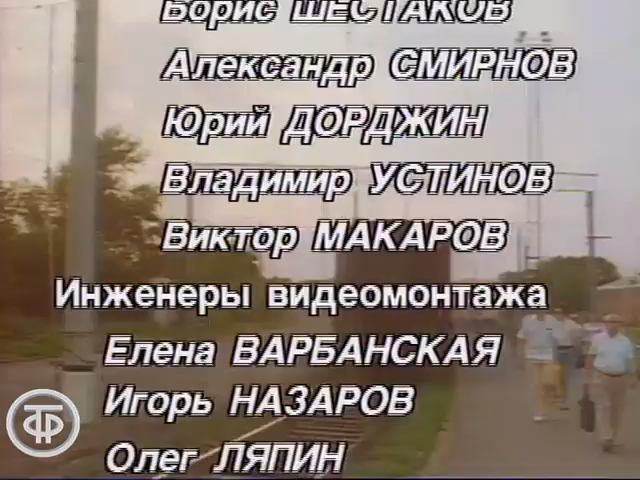 Борис ШЕСТАКОВ
Александр СМИРНОВ
Юрий ДОРДЖИН
Владимир УСТИНОВ
Виктор МАКАРОВ
Инженеры видеомонтажа
Елена ВАРБАНСКАЯ
Игорь НАЗАРОВ
Олег ЛЯПИН